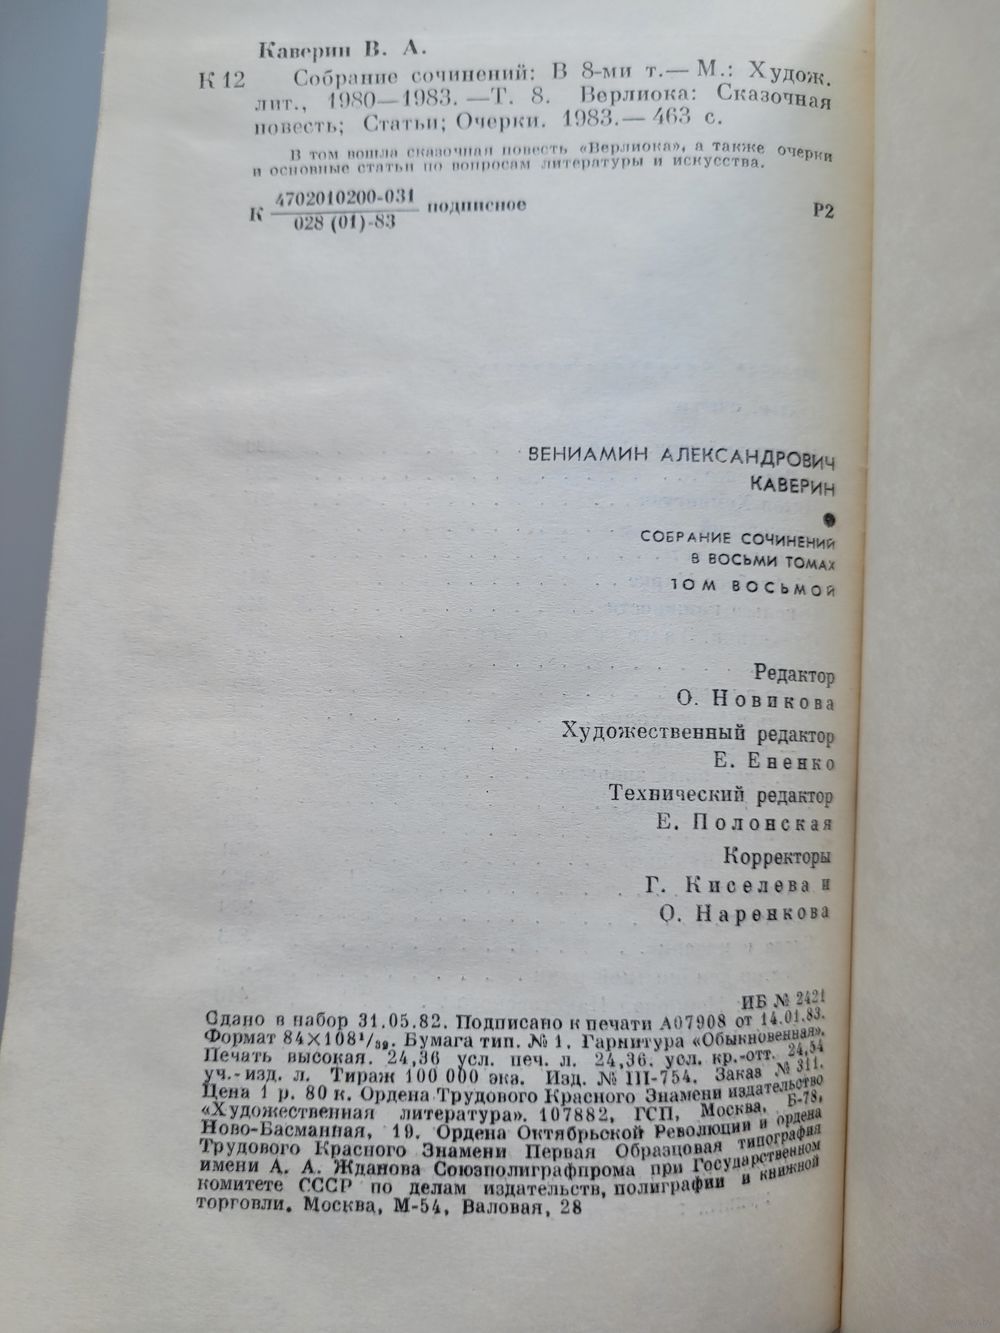 Каверин В. А.
К 12 Собрание сочинений: В 8-ми т.— М.: Худож.
лит., 1980—1983. —Т. 8. Верлиока: Сказочная
повесть; Статьи; Очерки. 1983.— 463 с.
В том вошла сказочная повесть «Верлиока», а также очерки
и основные статьи по вопросам литературы и искусства.
К 4702010200-031 подписное Р2
028 (01)-83
ВЕНИАМИН АЛЕКСАНДРОВИЧ
КАВЕРИН
СОБРАНИЕ СОЧИНЕНИЙ
В ВОСЬМИ ТОМАХ
ТОМ ВОСЬМОЙ
Редактор
О. Новикова
Художественный редактор
Е. Ененко
Технический редактор
Е. Полонская
Корректоры
Г. Киселева и
О. Наренкова
ИБ № 2421
Сдано в набор 31.05.82. Подписано к печати А07908 от 14.01.83.
Формат 84×108¹/₃₂. Бумага тип. № 1. Гарнитура «Обыкновенная».
Печать высокая. 24,36 усл. печ. л. 24,36. усл. кр.-отт. 24,54
уч.-изд. л. Тираж 100 000 экз. Изд. № III-754. Заказ № 311.
Цена 1 р. 80 к. Ордена Трудового Красного Знамени издательство
«Художественная литература». 107882, ГСП, Москва, Б-78,
Ново-Басманная, 19. Ордена Октябрьской Революции и ордена
Трудового Красного Знамени Первая Образцовая типография
имени А. А. Жданова Союзполиграфпрома при Государственном
комитете СССР по делам издательств, полиграфии и книжной
торговли. Москва, М-54, Валовая, 28